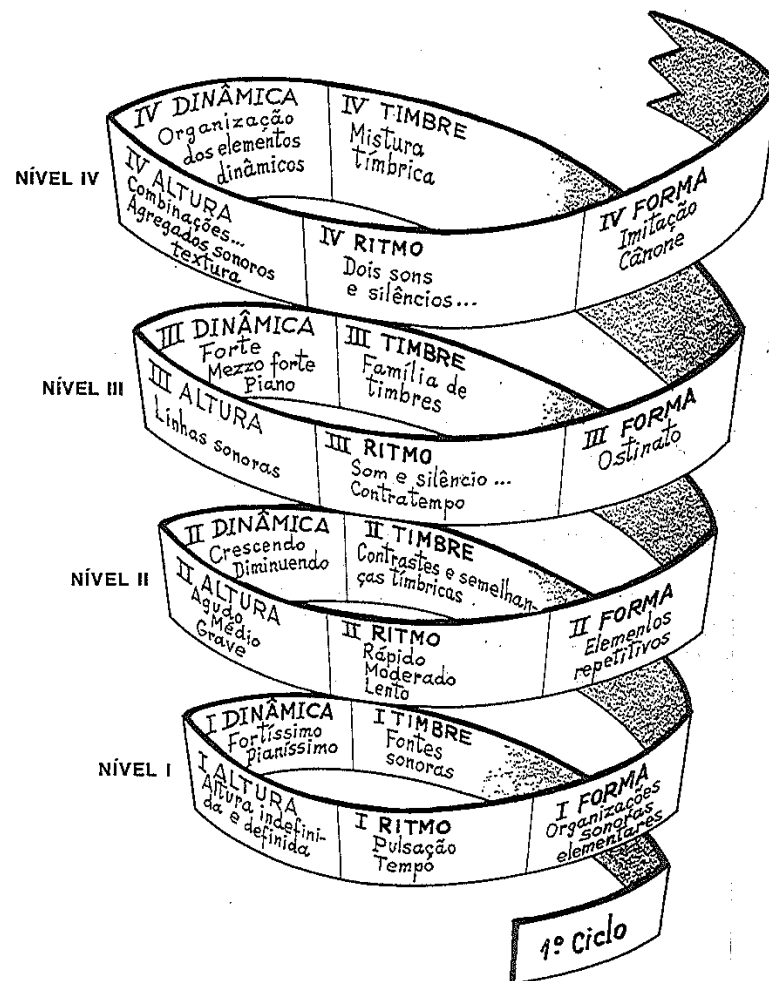 IV DINÂMICA
Organização
dos elementos
dinâmicos
IV TIMBRE
Mistura
tímbrica
NÍVEL IV
IV ALTURA
Combinações...
Agregados sonoros
textura
IV RITMO
Dois sons
e silêncios...
IV FORMA
Imitação
Cânone
III DINÂMICA
Forte
Mezzo forte
Piano
III TIMBRE
Família de
timbres
NÍVEL III
III ALTURA
Linhas sonoras
III RITMO
Som e silêncio ...
Contratempo
III FORMA
Ostinato
II DINÂMICA
Crescendo
Diminuendo
II TIMBRE
Contrastes e semelhan-
ças tímbricas
NÍVEL II
II ALTURA
Agudo
Médio
Grave
II RITMO
Rápido
Moderado
Lento
II FORMA
Elementos
repetitivos
I DINÂMICA
Fortíssimo
Pianíssimo
I TIMBRE
Fontes
sonoras
NÍVEL I
I ALTURA
Altura indefini-
da e definida
I RITMO
Pulsação
Tempo
I FORMA
Organizações
sonoras
elementares
1º Ciclo